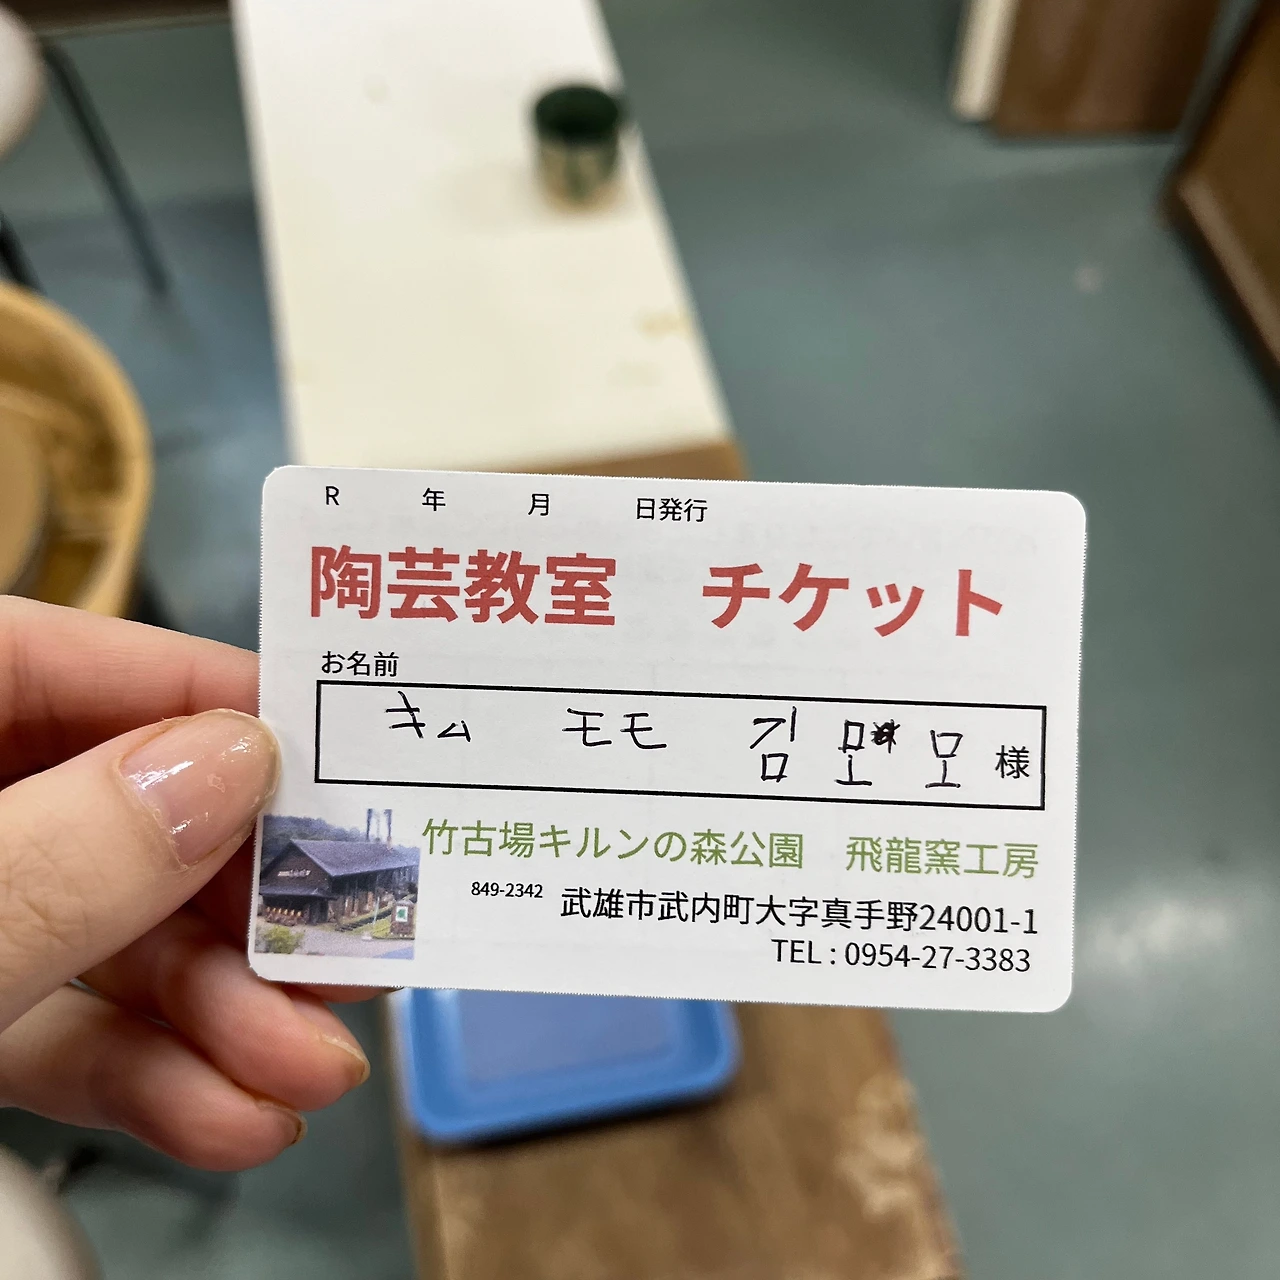 R 年 月 日発行
陶芸教室 チケット
お名前
キム モモ 김 모 모 様
竹古場キルンの森公園 飛龍窯工房
849-2342 武雄市武内町大字真手野24001-1
TEL : 0954-27-3383